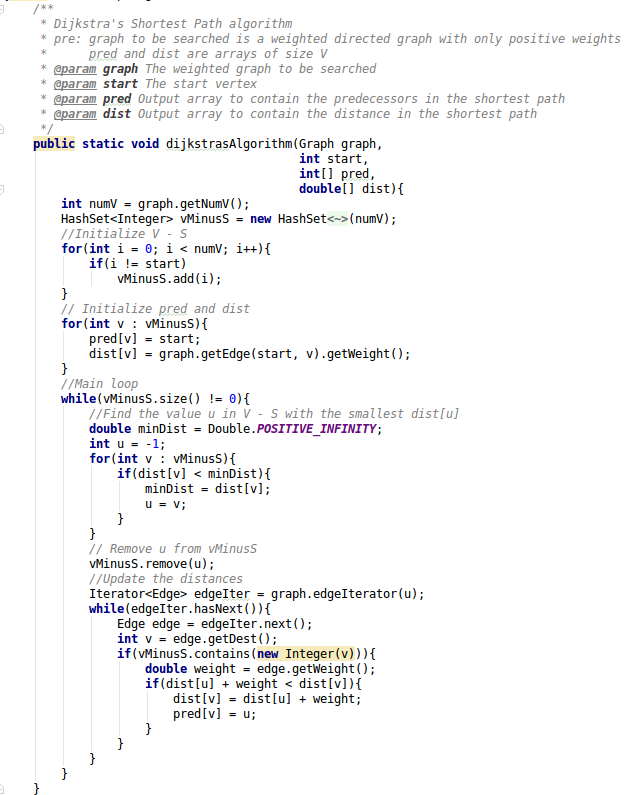 /**
 * Dijkstra's Shortest Path algorithm
 * pre: graph to be searched is a weighted directed graph with only positive weights
 *      pred and dist are arrays of size V
 * @param graph The weighted graph to be searched
 * @param start The start vertex
 * @param pred Output array to contain the predecessors in the shortest path
 * @param dist Output array to contain the distance in the shortest path
 */
public static void dijkstrasAlgorithm(Graph graph,
                                      int start,
                                      int[] pred,
                                      double[] dist){
    int numV = graph.getNumV();
    HashSet<Integer> vMinusS = new HashSet<~>(numV);
    //Initialize V - S
    for(int i = 0; i < numV; i++){
        if(i != start)
            vMinusS.add(i);
    }
    // Initialize pred and dist
    for(int v : vMinusS){
        pred[v] = start;
        dist[v] = graph.getEdge(start, v).getWeight();
    }
    //Main loop
    while(vMinusS.size() != 0){
        //Find the value u in V - S with the smallest dist[u]
        double minDist = Double.POSITIVE_INFINITY;
        int u = -1;
        for(int v : vMinusS){
            if(dist[v] < minDist){
                minDist = dist[v];
                u = v;
            }
        }
        // Remove u from vMinusS
        vMinusS.remove(u);
        //Update the distances
        Iterator<Edge> edgeIter = graph.edgeIterator(u);
        while(edgeIter.hasNext()){
            Edge edge = edgeIter.next();
            int v = edge.getDest();
            if(vMinusS.contains(new Integer(v))){
                double weight = edge.getWeight();
                if(dist[u] + weight < dist[v]){
                    dist[v] = dist[u] + weight;
                    pred[v] = u;
                }
            }
        }
    }
}